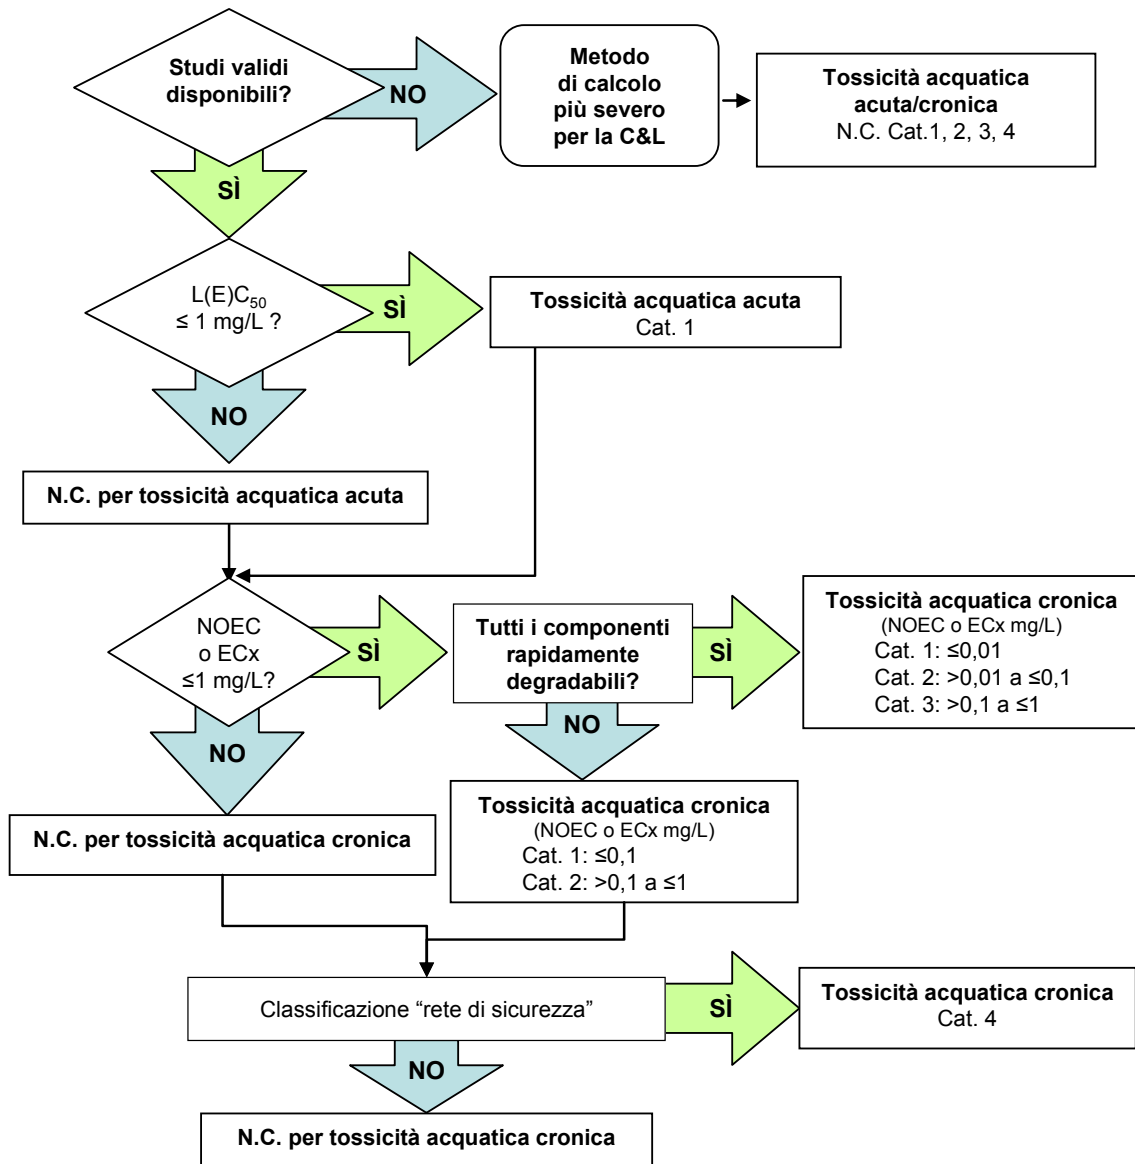 Studi validi
disponibili?
NO
Metodo
di calcolo
più severo
per la C&L
Tossicità acquatica
acuta/cronica
N.C. Cat.1, 2, 3, 4
SÌ
L(E)C50
≤ 1 mg/L ?
SÌ
Tossicità acquatica acuta
Cat. 1
NO
N.C. per tossicità acquatica acuta
NOEC
o ECx
≤1 mg/L?
SÌ
Tutti i componenti
rapidamente
degradabili?
SÌ
Tossicità acquatica cronica
(NOEC o ECx mg/L)
Cat. 1: ≤0,01
Cat. 2: >0,01 a ≤0,1
Cat. 3: >0,1 a ≤1
NO
NO
N.C. per tossicità acquatica cronica
Tossicità acquatica cronica
(NOEC o ECx mg/L)
Cat. 1: ≤0,1
Cat. 2: >0,1 a ≤1
Classificazione “rete di sicurezza”
SÌ
Tossicità acquatica cronica
Cat. 4
NO
N.C. per tossicità acquatica cronica